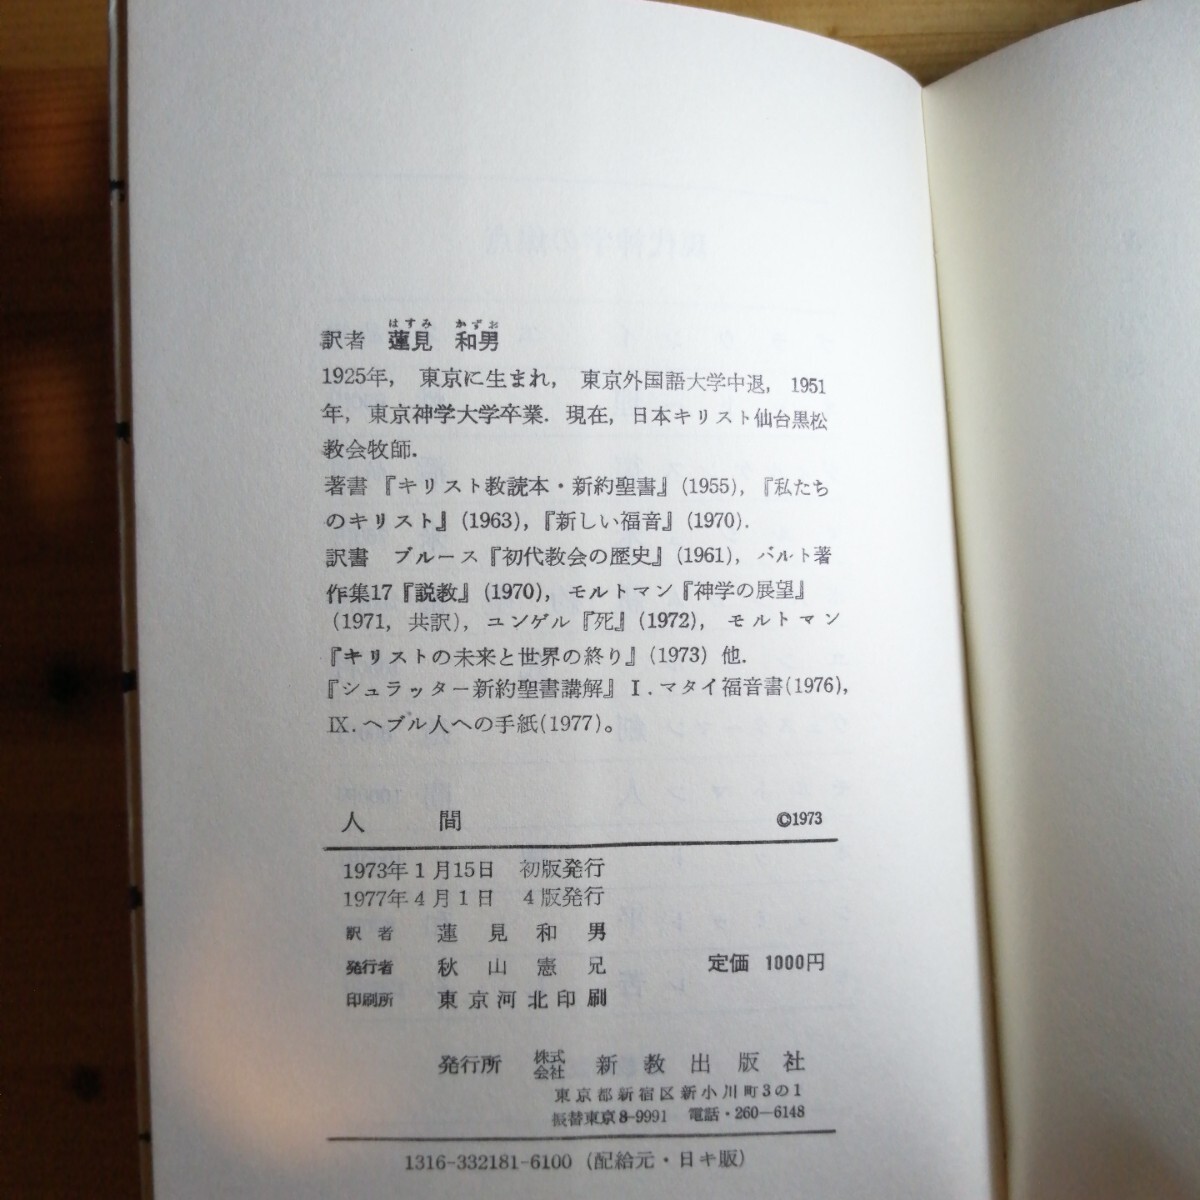 はすみ かずお
訳者 蓮見 和男
1925年, 東京に生まれ, 東京外国語大学中退, 1951
年, 東京神学大学卒業. 現在, 日本キリスト仙台黒松
教会牧師.
著書 『キリスト教読本・新約聖書』(1955), 『私たち
のキリスト』(1963), 『新しい福音』(1970).
訳書 ブルース『初代教会の歴史』(1961), バルト著
作集17『説教』(1970), モルトマン『神学の展望』
(1971, 共訳), ユンゲル『死』(1972), モルトマン
『キリストの未来と世界の終り』(1973) 他.
『シュラッター新約聖書講解』Ⅰ.マタイ福音書(1976),
Ⅸ.ヘブル人への手紙(1977)。
人 間 ©1973
1973年1月15日 初版発行
1977年4月1日 4版発行
訳者 蓮見和男
発行者 秋山憲兄 定価 1000円
印刷所 東京河北印刷
発行所 株式会社 新教出版社
東京都新宿区新小川町3の1
振替東京8-9991 電話・260-6148
1316-332181-6100 (配給元・日キ販)